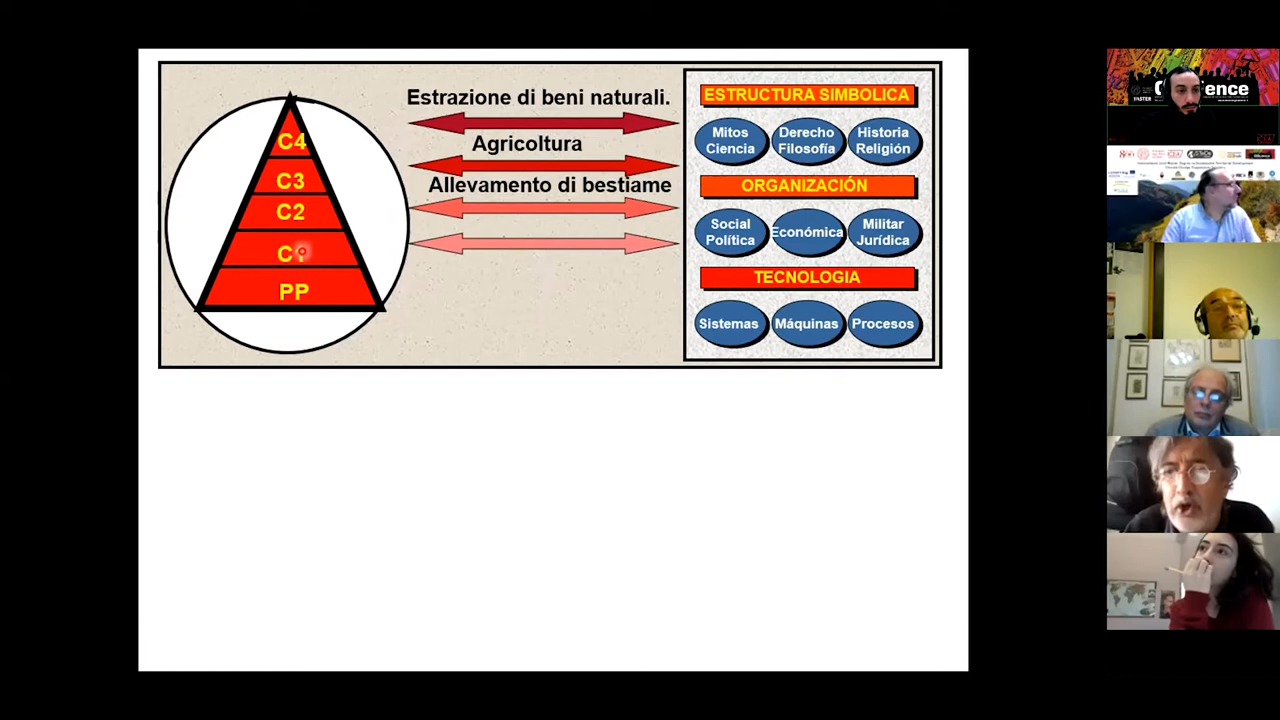 C4
C3
C2
C1
PP
Estrazione di beni naturali.
Agricoltura
Allevamento di bestiame
ESTRUCTURA SIMBOLICA
Mitos
Ciencia
Derecho
Filosofía
Historia
Religión
ORGANIZACIÓN
Social
Política
Económica
Militar
Jurídica
TECNOLOGIA
Sistemas
Máquinas
Procesos